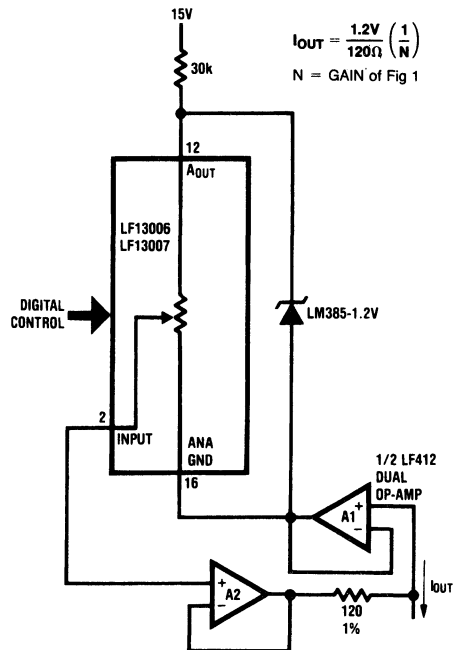 15V
30k
IOUT = 1.2V / 120Ω (1/N)
N = GAIN of Fig 1
12
AOUT
LF13006
LF13007
DIGITAL
CONTROL
LM385-1.2V
2
INPUT
ANA
GND
16
1/2 LF412
DUAL
OP-AMP
A1
+
−
+
A2
−
120
1%
IOUT